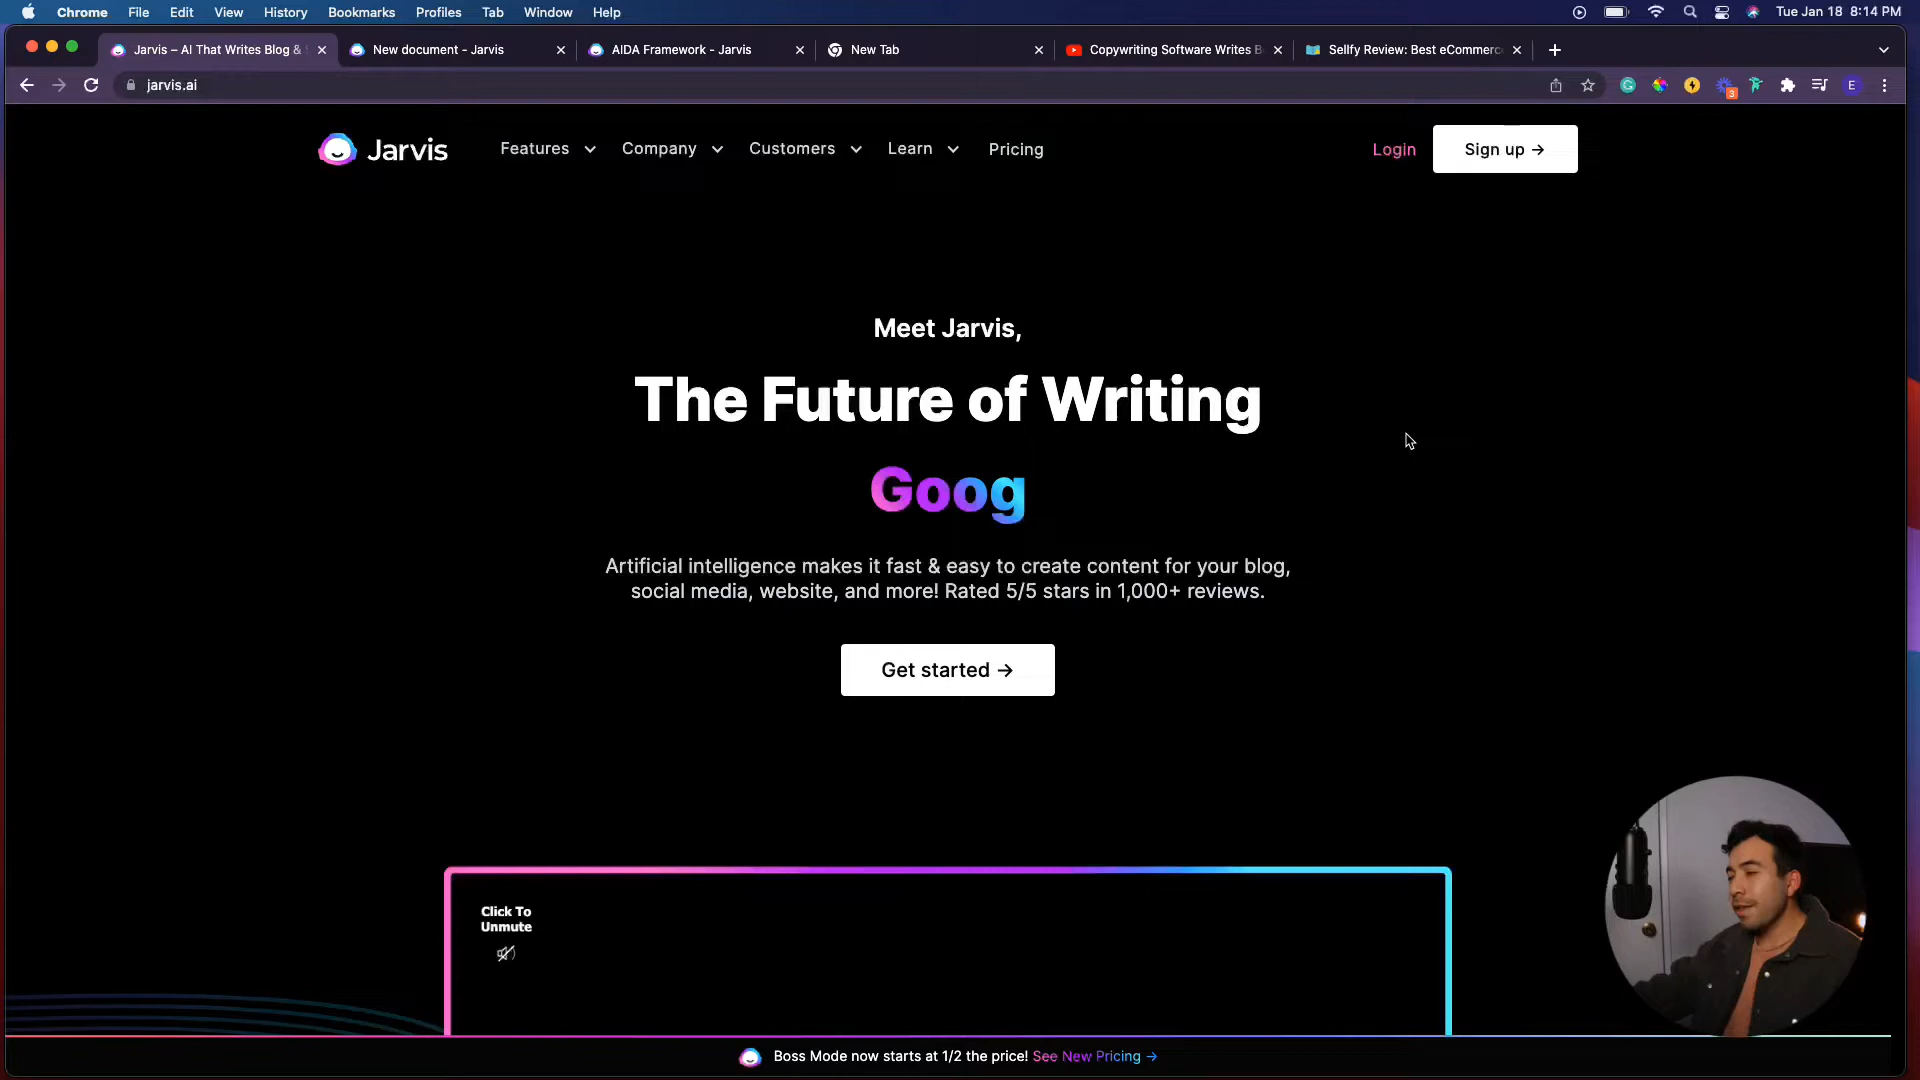 Chrome File Edit View History Bookmarks Profiles Tab Window Help Tue Jan 18 8:14 PM
Jarvis – AI That Writes Blog & New document - Jarvis AIDA Framework - Jarvis New Tab Copywriting Software Writes B Sellfy Review: Best eCommerc
jarvis.ai 3 E
Jarvis Features Company Customers Learn Pricing Login Sign up →
Meet Jarvis,
The Future of Writing
Goog
Artificial intelligence makes it fast & easy to create content for your blog,
social media, website, and more! Rated 5/5 stars in 1,000+ reviews.
Get started →
Click To
Unmute
Boss Mode now starts at 1/2 the price! See New Pricing →